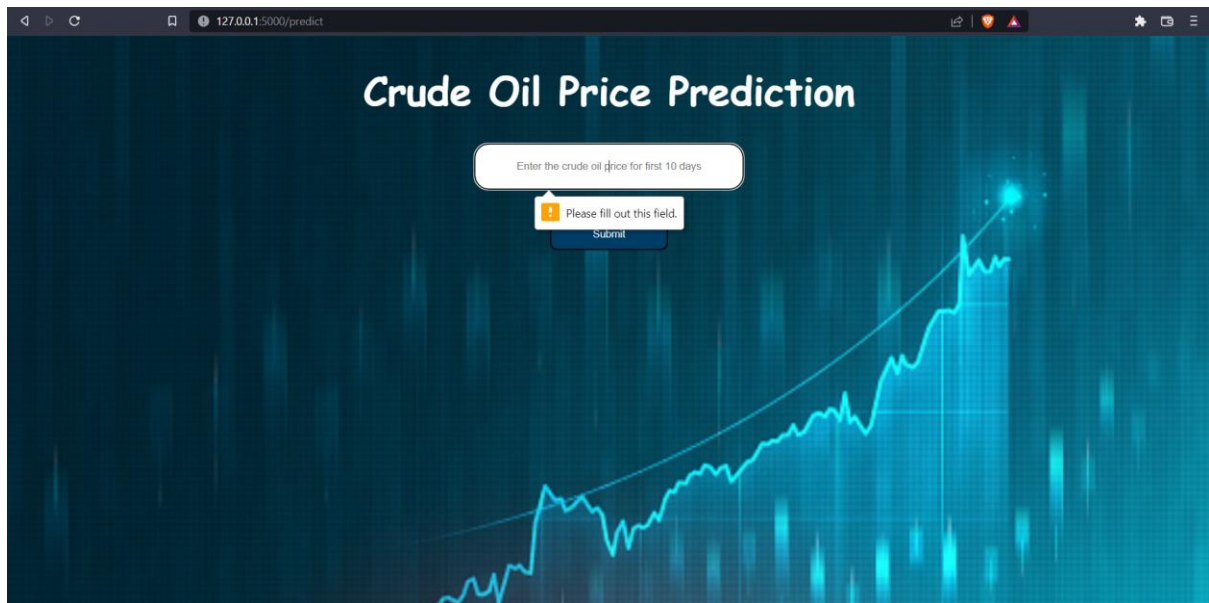 127.0.0.1:5000/predict
Crude Oil Price Prediction
Enter the crude oil price for first 10 days
Please fill out this field.
Submit